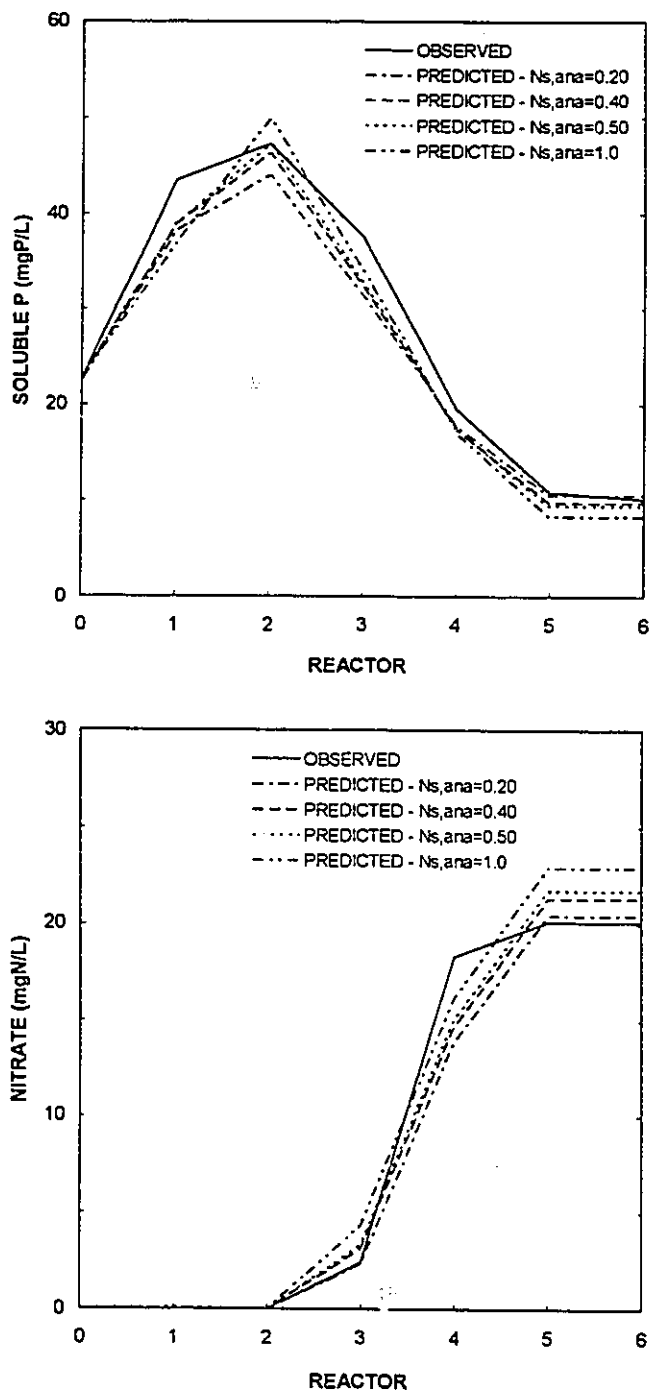 60
40
20
0
SOLUBLE P (mgP/L)
OBSERVED
PREDICTED - Ns,ana=0.20
PREDICTED - Ns,ana=0.40
PREDICTED - Ns,ana=0.50
PREDICTED - Ns,ana=1.0
0 1 2 3 4 5 6
REACTOR
30
20
10
0
NITRATE (mgN/L)
OBSERVED
PREDICTED - Ns,ana=0.20
PREDICTED - Ns,ana=0.40
PREDICTED - Ns,ana=0.50
PREDICTED - Ns,ana=1.0
0 1 2 3 4 5 6
REACTOR